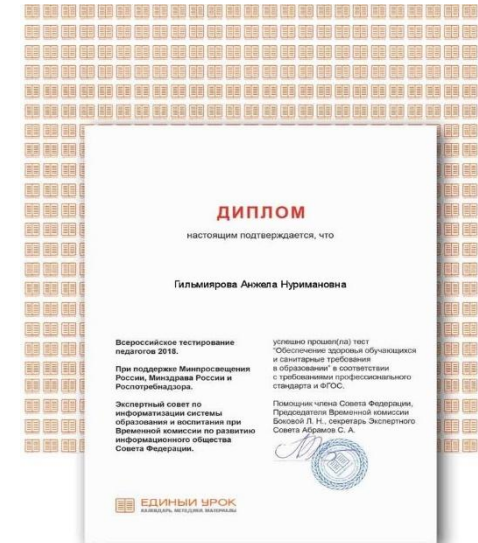 ДИПЛОМ
настоящим подтверждается, что
Гильмиярова Анжела Нуримановна
Всероссийское тестирование
педагогов 2018.
При поддержке Минпросвещения
России, Минздрава России и
Роспотребнадзора.
Экспертный совет по
информатизации системы
образования и воспитания при
Временной комиссии по развитию
информационного общества
Совета Федерации.
успешно прошел(ла) тест
"Обеспечение здоровья обучающихся
и санитарные требования
в образовании" в соответствии
с требованиями профессионального
стандарта и ФГОС.
Помощник члена Совета Федерации,
Председателя Временной комиссии
Боковой Л. Н., секретарь Экспертного
Совета Абрамов С. А.
ЕДИНЫЙ УРОК
КАЛЕНДАРЬ МЕТОДИКИ МАТЕРИАЛЫ